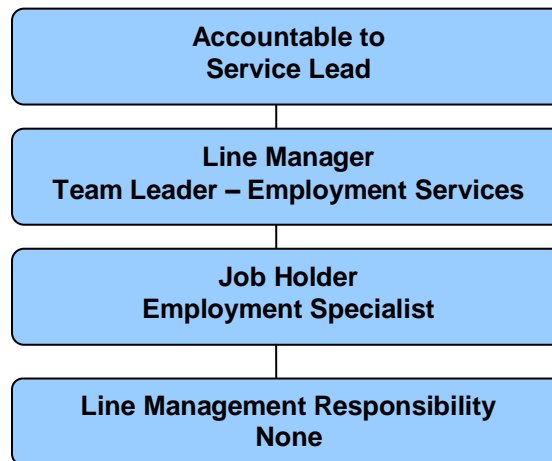 Accountable to
Service Lead
Line Manager
Team Leader – Employment Services
Job Holder
Employment Specialist
Line Management Responsibility
None